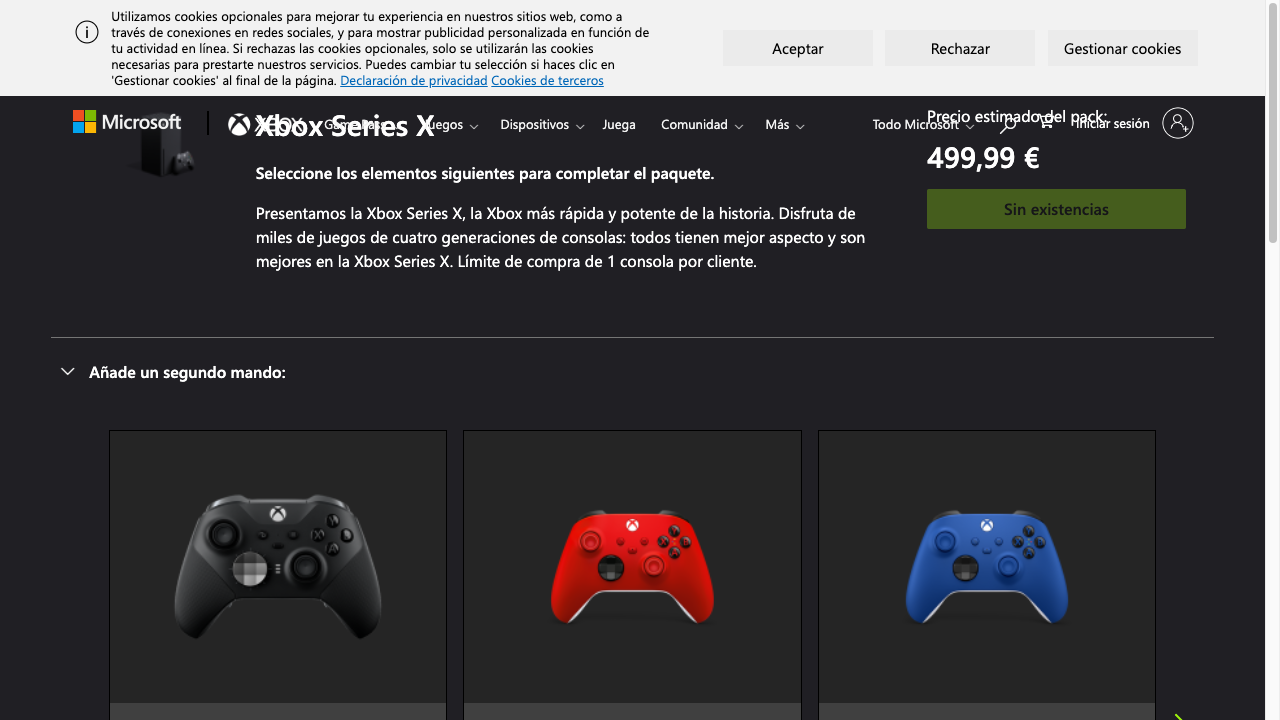 Utilizamos cookies opcionales para mejorar tu experiencia en nuestros sitios web, como a
través de conexiones en redes sociales, y para mostrar publicidad personalizada en función de
tu actividad en línea. Si rechazas las cookies opcionales, solo se utilizarán las cookies
necesarias para prestarte nuestros servicios. Puedes cambiar tu selección si haces clic en
'Gestionar cookies' al final de la página. Declaración de privacidad Cookies de terceros
Aceptar
Rechazar
Gestionar cookies
Microsoft
XBOX
Game Pass
Juegos
Dispositivos
Juega
Comunidad
Más
Todo Microsoft
Iniciar sesión
Xbox Series X
Precio estimado del pack:
499,99 €
Sin existencias
Seleccione los elementos siguientes para completar el paquete.
Presentamos la Xbox Series X, la Xbox más rápida y potente de la historia. Disfruta de
miles de juegos de cuatro generaciones de consolas: todos tienen mejor aspecto y son
mejores en la Xbox Series X. Límite de compra de 1 consola por cliente.
Añade un segundo mando: